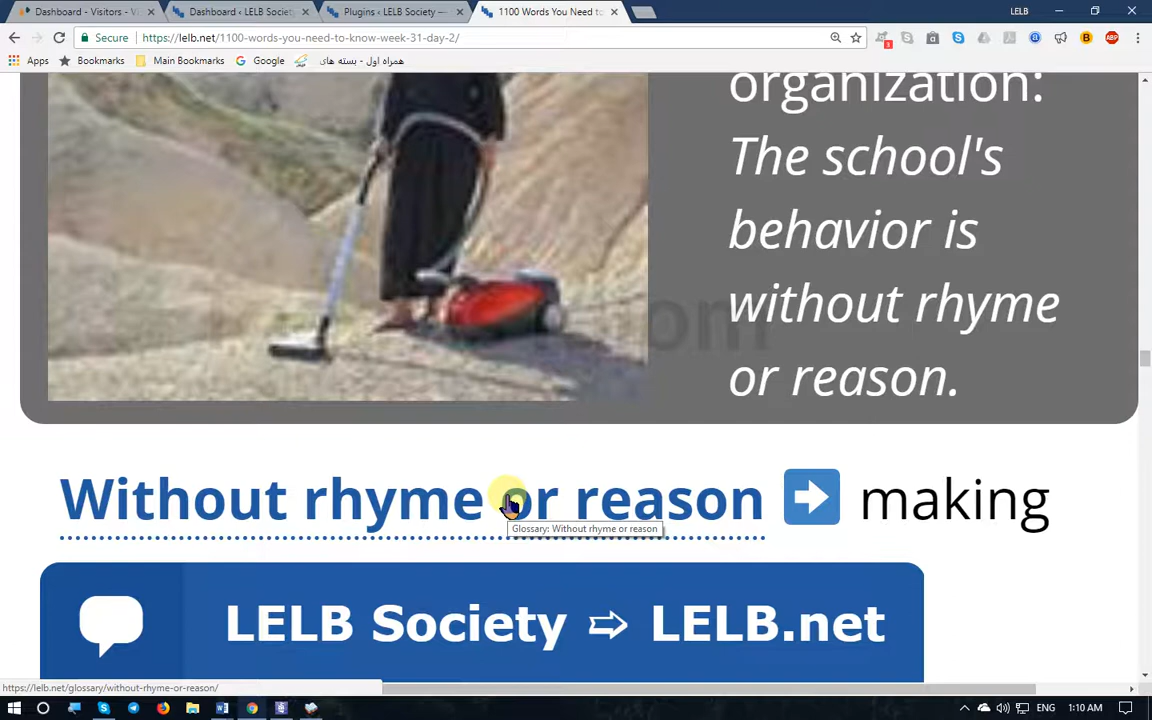 Dashboard - Visitors - V
Dashboard ‹ LELB Societ
Plugins ‹ LELB Society —
1100 Words You Need to
LELB
Secure
https://lelb.net/1100-words-you-need-to-know-week-31-day-2/
Apps
Bookmarks
Main Bookmarks
Google
همراه اول - بسته های
organization:
The school's
behavior is
without rhyme
or reason.
Without rhyme or reason
making
Glossary: Without rhyme or reason
LELB Society ⇨ LELB.net
https://lelb.net/glossary/without-rhyme-or-reason/
ENG
1:10 AM